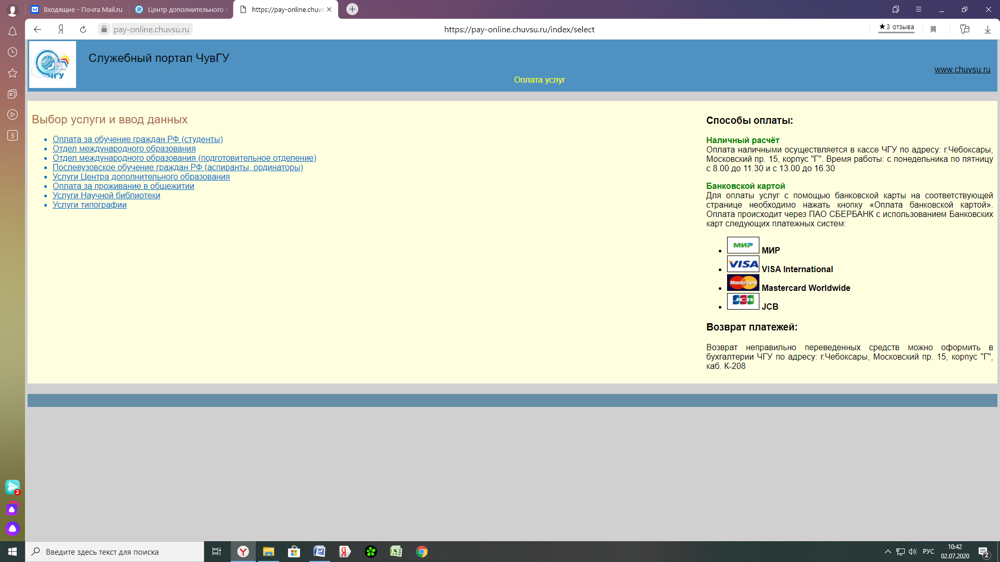 Входящие - Почта Mail.ru
Центр дополнительного
https://pay-online.chuvs
pay-online.chuvsu.ru
https://pay-online.chuvsu.ru/index/select
★3 отзыва
3
ЧГУ
Служебный портал ЧувГУ
www.chuvsu.ru
Оплата услуг
Выбор услуги и ввод данных
Оплата за обучение граждан РФ (студенты)
Отдел международного образования
Отдел международного образования (подготовительное отделение)
Послевузовское обучение граждан РФ (аспиранты, ординаторы)
Услуги Центра дополнительного образования
Оплата за проживание в общежитии
Услуги Научной библиотеки
Услуги типографии
Способы оплаты:
Наличный расчёт
Оплата наличными осуществляется в кассе ЧГУ по адресу: г.Чебоксары,
Московский пр. 15, корпус "Г". Время работы: с понедельника по пятницу
с 8.00 до 11.30 и с 13.00 до 16.30
Банковской картой
Для оплаты услуг с помощью банковской карты на соответствующей
странице необходимо нажать кнопку «Оплата банковской картой».
Оплата происходит через ПАО СБЕРБАНК с использованием Банковских
карт следующих платежных систем:
МИР МИР
VISA VISA International
MasterCard Mastercard Worldwide
JCB JCB
Возврат платежей:
Возврат неправильно переведенных средств можно оформить в
бухгалтерии ЧГУ по адресу: г.Чебоксары, Московский пр. 15, корпус "Г",
каб. К-208
2
Введите здесь текст для поиска
РУС
10:42
02.07.2020
2